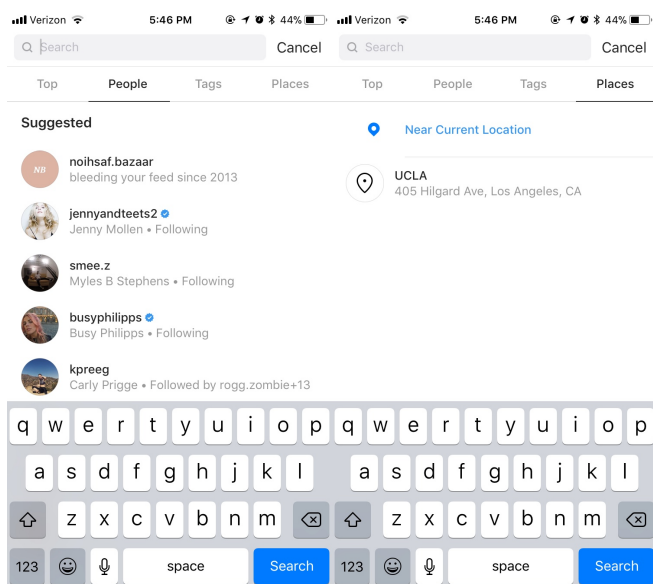 Verizon 5:46 PM 44%
Search Cancel
Top People Tags Places
Suggested
NB
noihsaf.bazaar
bleeding your feed since 2013
jennyandteets2
Jenny Mollen • Following
smee.z
Myles B Stephens • Following
busyphilipps
Busy Philipps • Following
kpreeg
Carly Prigge • Followed by rogg.zombie+13
q w e r t y u i o p
a s d f g h j k l
z x c v b n m
123 space Search
Verizon 5:46 PM 44%
Search Cancel
Top People Tags Places
Near Current Location
UCLA
405 Hilgard Ave, Los Angeles, CA
q w e r t y u i o p
a s d f g h j k l
z x c v b n m
123 space Search